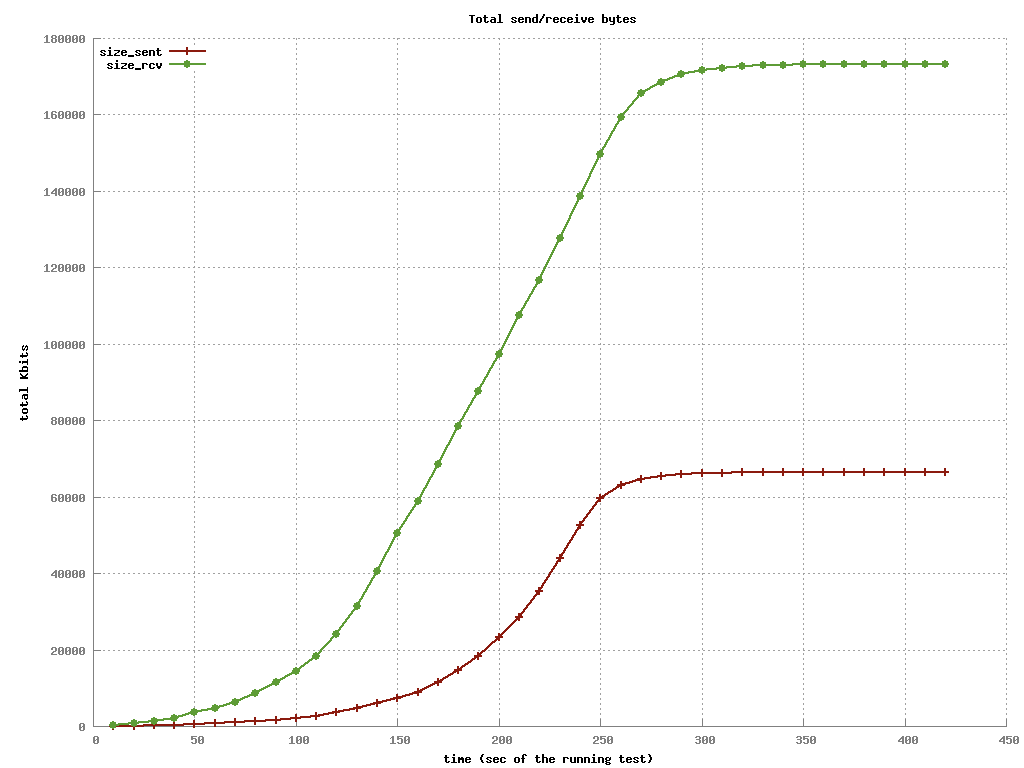 Total send/receive bytes
180000
size_sent
size_rcv
160000
140000
120000
100000
total Kbits
80000
60000
40000
20000
0
0 50 100 150 200 250 300 350 400 450
time (sec of the running test)